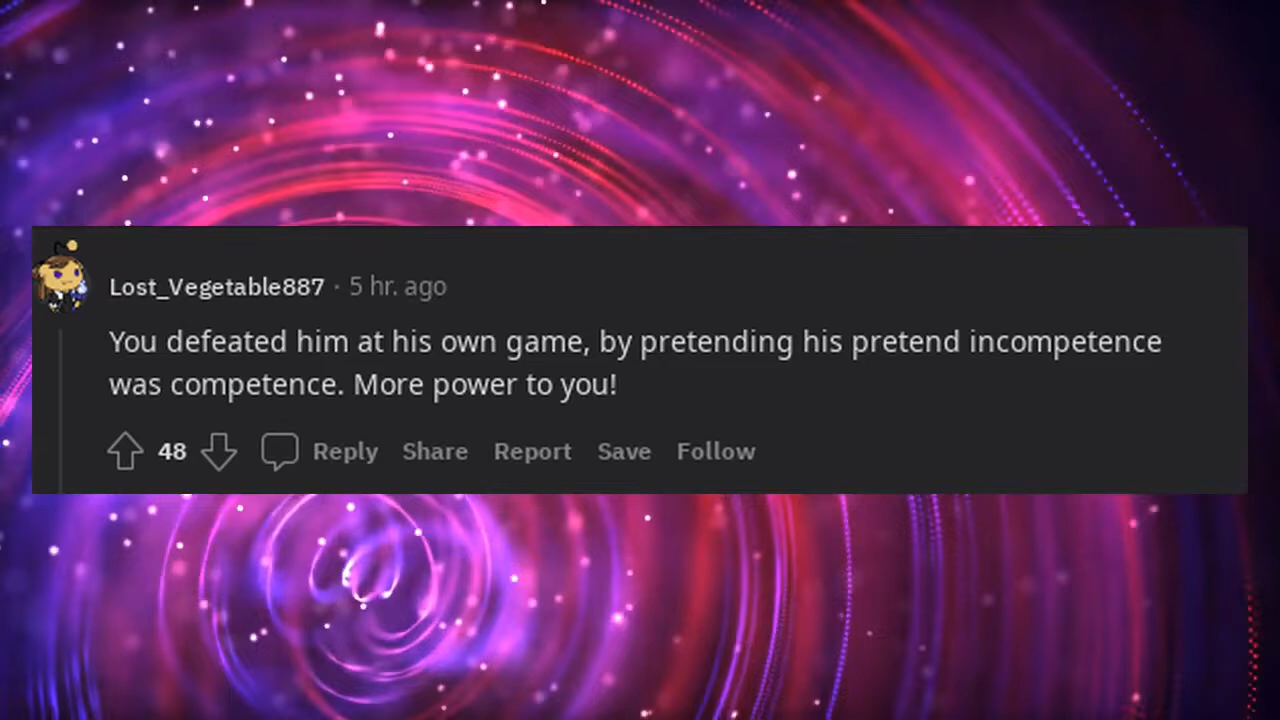 Lost_Vegetable887 · 5 hr. ago
You defeated him at his own game, by pretending his pretend incompetence
was competence. More power to you!
48 Reply Share Report Save Follow